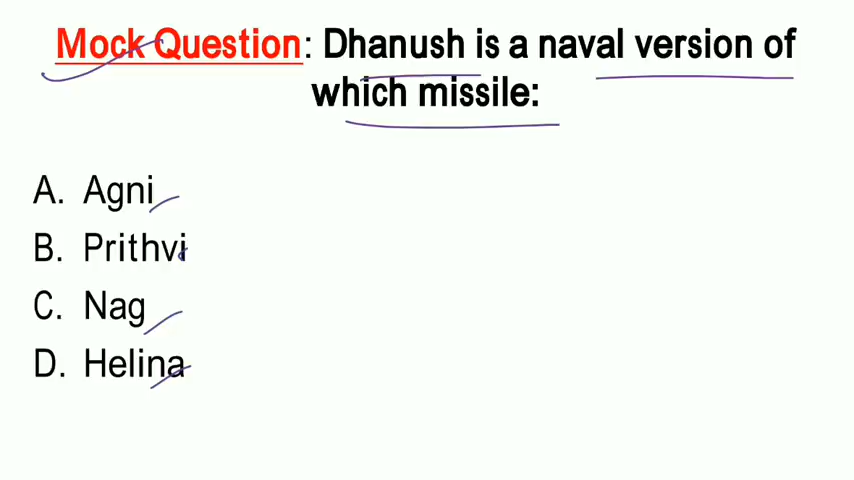 Mock Question: Dhanush is a naval version of
which missile:
A. Agni
B. Prithvi
C. Nag
D. Helina